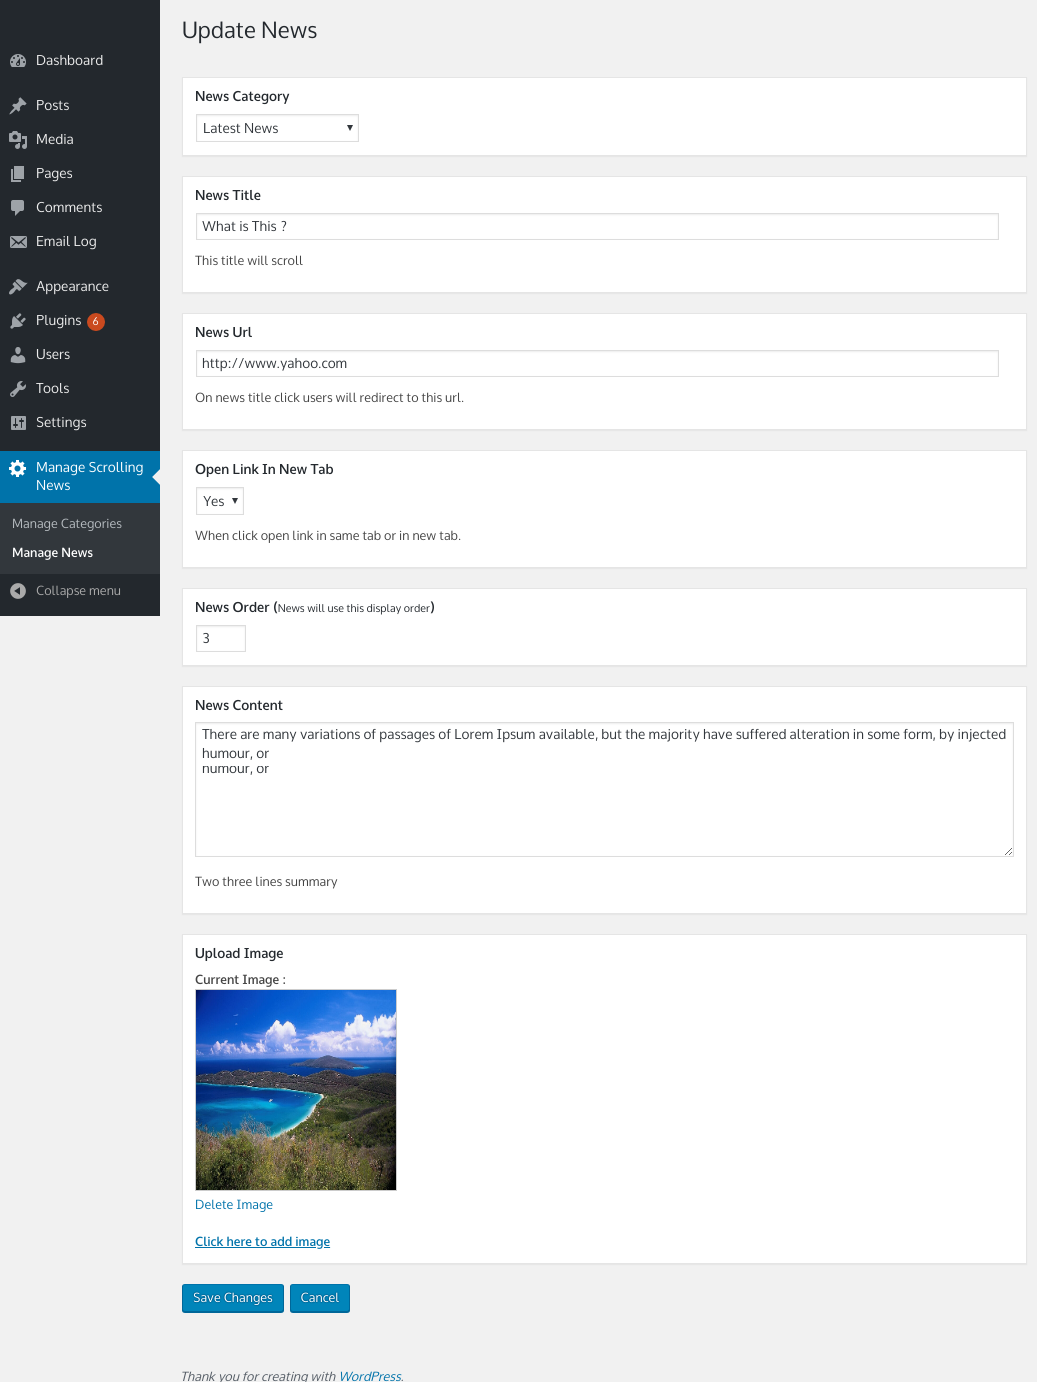 Update News
Dashboard
Posts
Media
Pages
Comments
Email Log
Appearance
Plugins 6
Users
Tools
Settings
Manage Scrolling
News
Manage Categories
Manage News
Collapse menu
News Category
Latest News
News Title
What is This ?
This title will scroll
News Url
http://www.yahoo.com
On news title click users will redirect to this url.
Open Link In New Tab
Yes
When click open link in same tab or in new tab.
News Order (News will use this display order)
3
News Content
There are many variations of passages of Lorem Ipsum available, but the majority have suffered alteration in some form, by injected
humour, or
numour, or
Two three lines summary
Upload Image
Current Image :
Delete Image
Click here to add image
Save Changes
Cancel
Thank you for creating with WordPress.